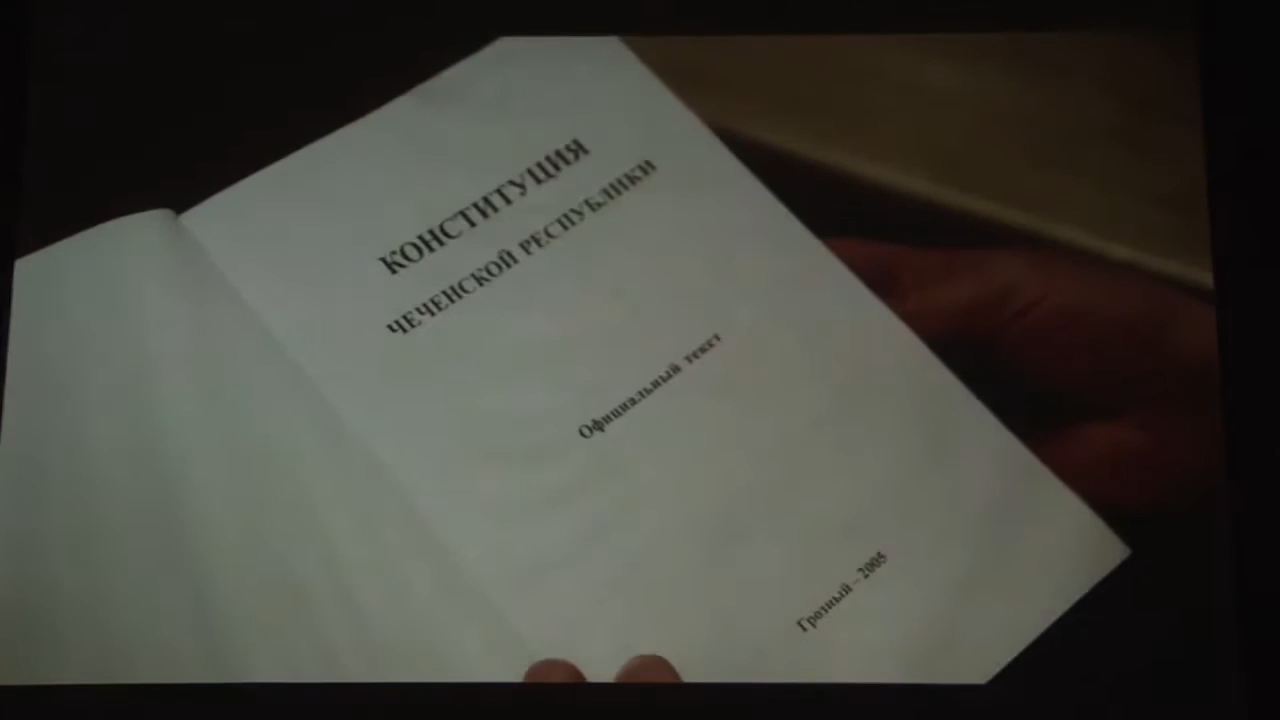 КОНСТИТУЦИЯ
ЧЕЧЕНСКОЙ РЕСПУБЛИКИ
Официальный текст
Грозный – 2005